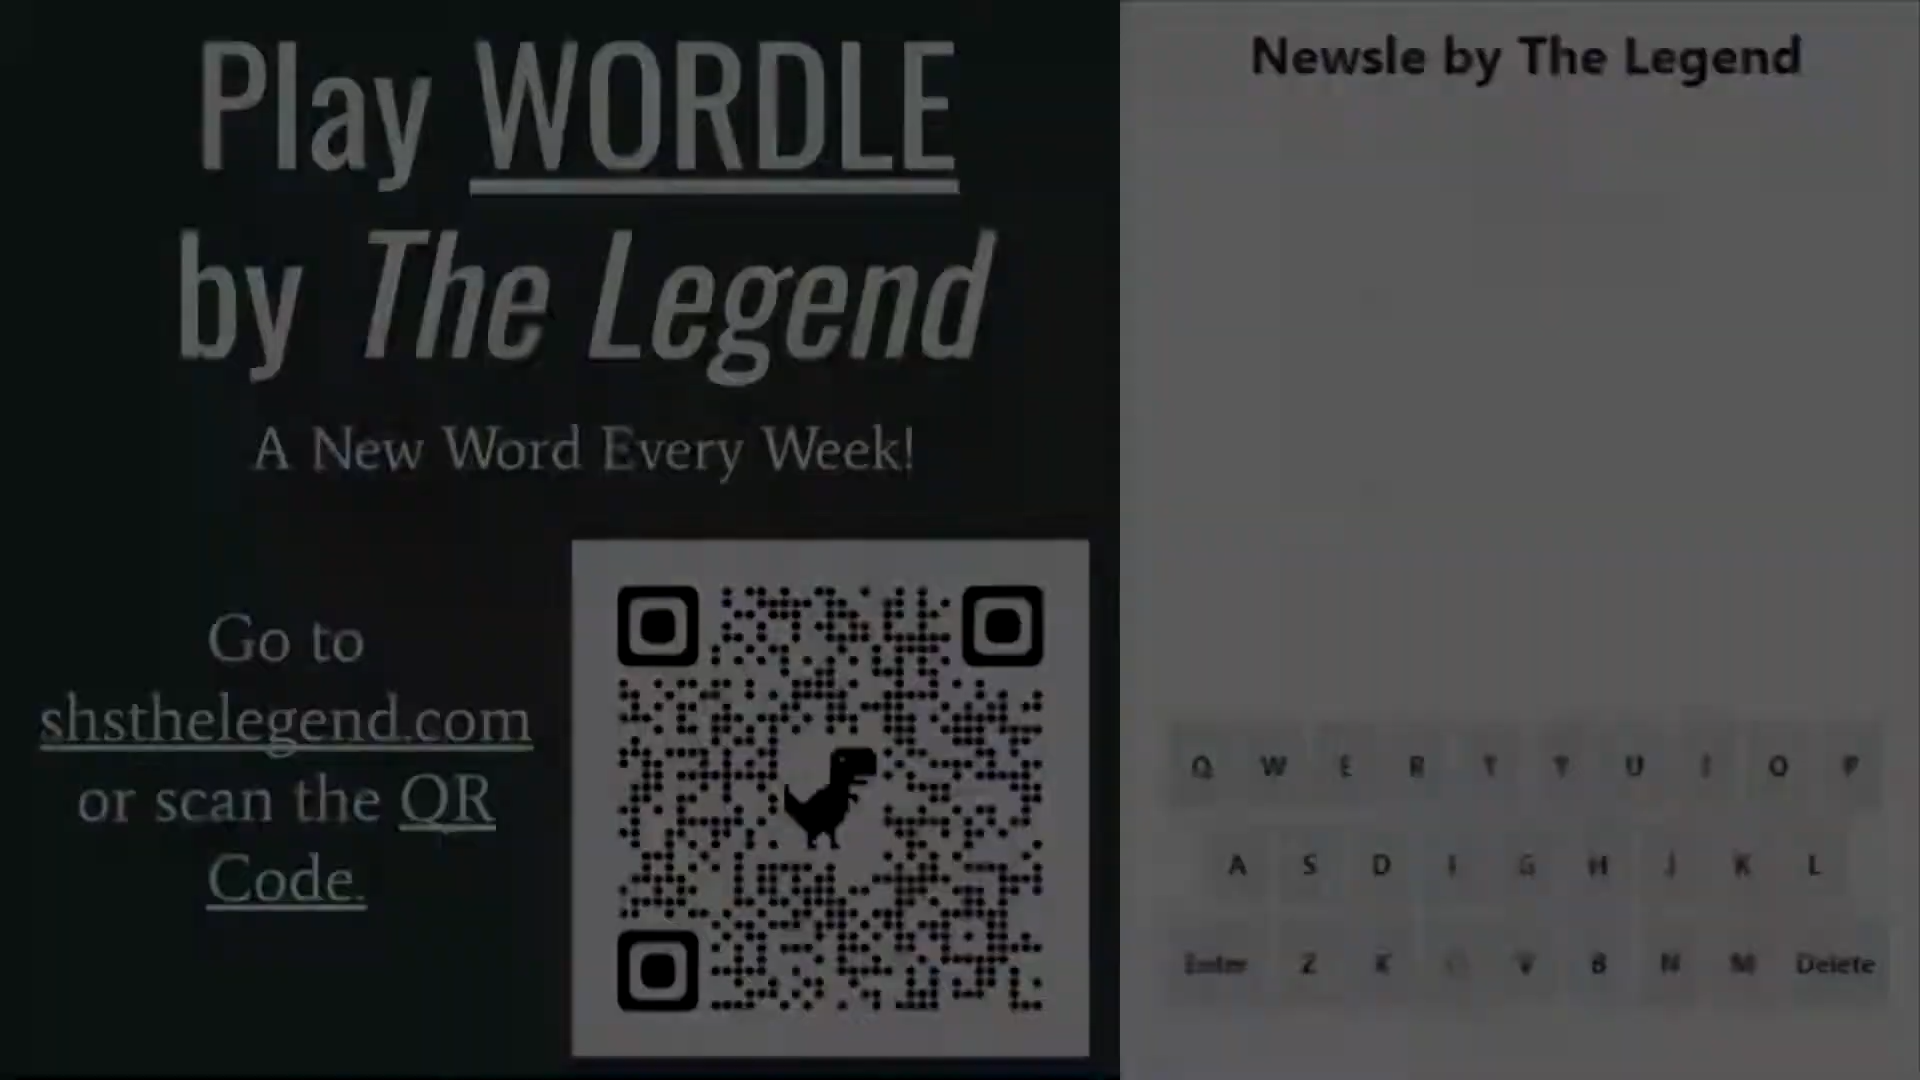 Play WORDLE
by The Legend
A New Word Every Week!
Go to
shsthelegend.com
or scan the QR
Code.
Newsle by The Legend
Q W E R T Y U I O P
A S D F G H J K L
Enter Z X C V B N M Delete